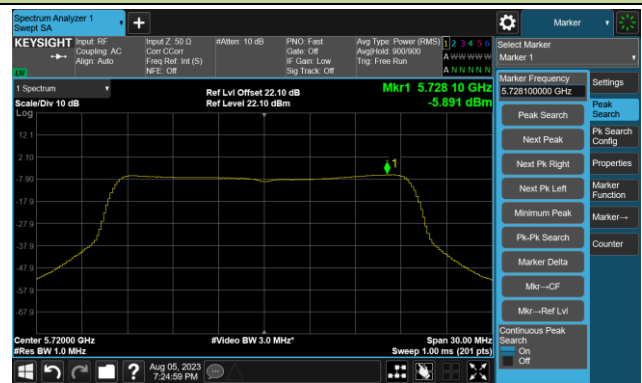 Spectrum Analyzer 1
Swept SA
Marker
KEYSIGHT
Input: RF
Coupling: AC
Align: Auto
Input Z: 50 Ω
Corr CCorr
Freq Ref: Int (S)
NFE: Off
#Atten: 10 dB
PNO: Fast
Gate: Off
IF Gain: Low
Sig Track: Off
Avg Type: Power (RMS)
Avg|Hold: 900/900
Trig: Free Run
1 2 3 4 5 6
A W W W W W
A N N N N N
Select Marker
Marker 1
LXI
1 Spectrum
Scale/Div 10 dB
Log
Ref Lvl Offset 22.10 dB
Ref Level 22.10 dBm
Mkr1 5.728 10 GHz
-5.891 dBm
12.1
2.10
-7.90
-17.9
-27.9
-37.9
-47.9
-57.9
-67.9
1
Center 5.72000 GHz
#Res BW 1.0 MHz
#Video BW 3.0 MHz*
Span 30.00 MHz
Sweep 1.00 ms (201 pts)
Marker Frequency
5.728100000 GHz
Peak Search
Next Peak
Next Pk Right
Next Pk Left
Minimum Peak
Pk-Pk Search
Marker Delta
Mkr→CF
Mkr→Ref Lvl
Continuous Peak
Search
On
Off
Settings
Peak
Search
Pk Search
Config
Properties
Marker
Function
Marker→
Counter
Aug 05, 2023
7:24:59 PM